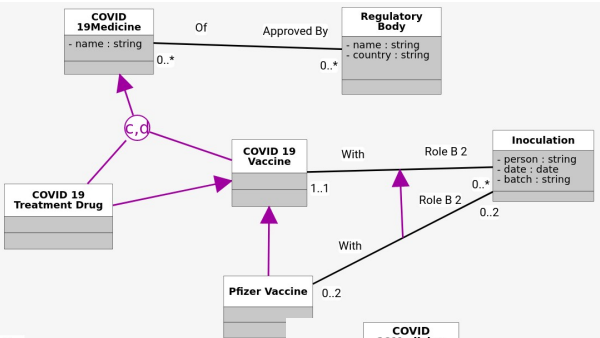 COVID
19Medicine
- name : string
Of
Approved By
0..*
0..*
Regulatory
Body
- name : string
- country : string
c,d
COVID 19
Vaccine
With
Role B 2
1..1
0..*
Inoculation
- person : string
- date : date
- batch : string
COVID 19
Treatment Drug
Role B 2
0..2
With
0..2
Pfizer Vaccine
COVID